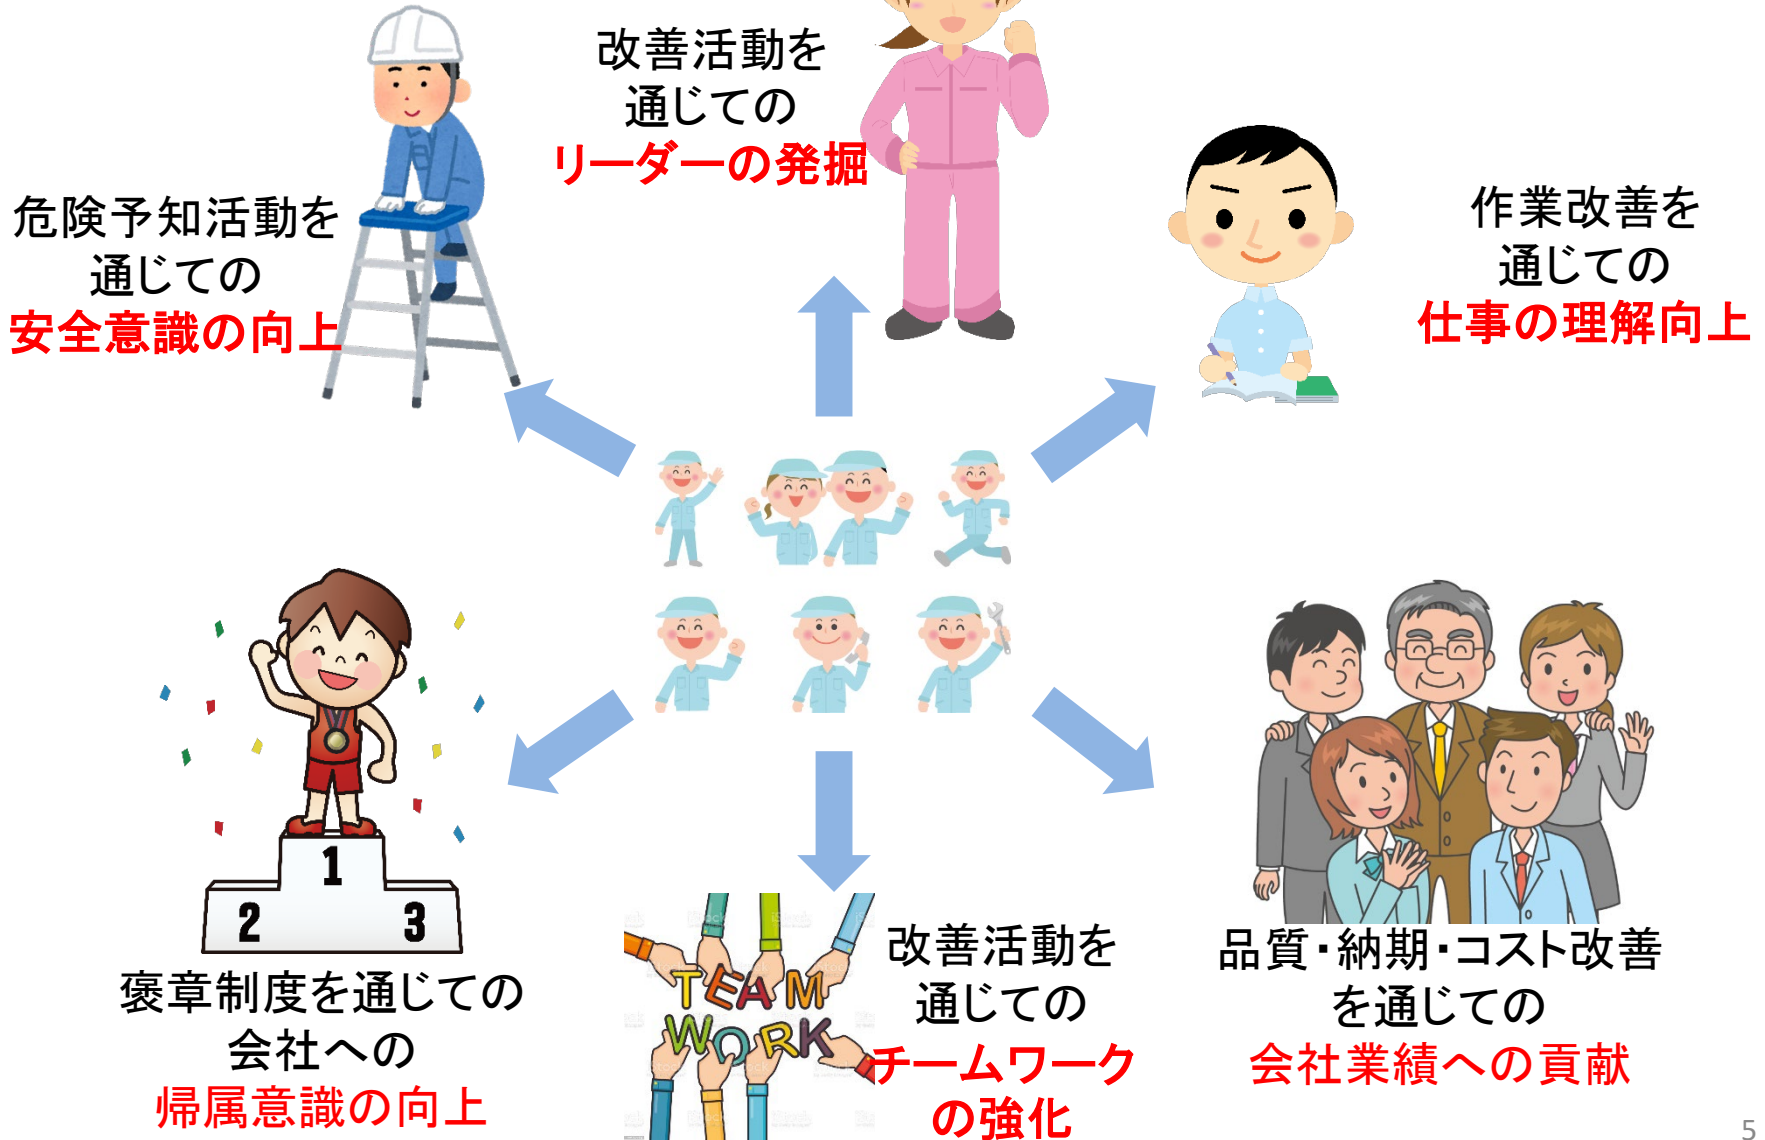 改善活動を
通じての
リーダーの発掘
危険予知活動を
通じての
安全意識の向上
作業改善を
通じての
仕事の理解向上
1
2
3
褒章制度を通じての
会社への
帰属意識の向上
TEAM
WORK
改善活動を
通じての
チームワーク
の強化
品質・納期・コスト改善
を通じての
会社業績への貢献
5